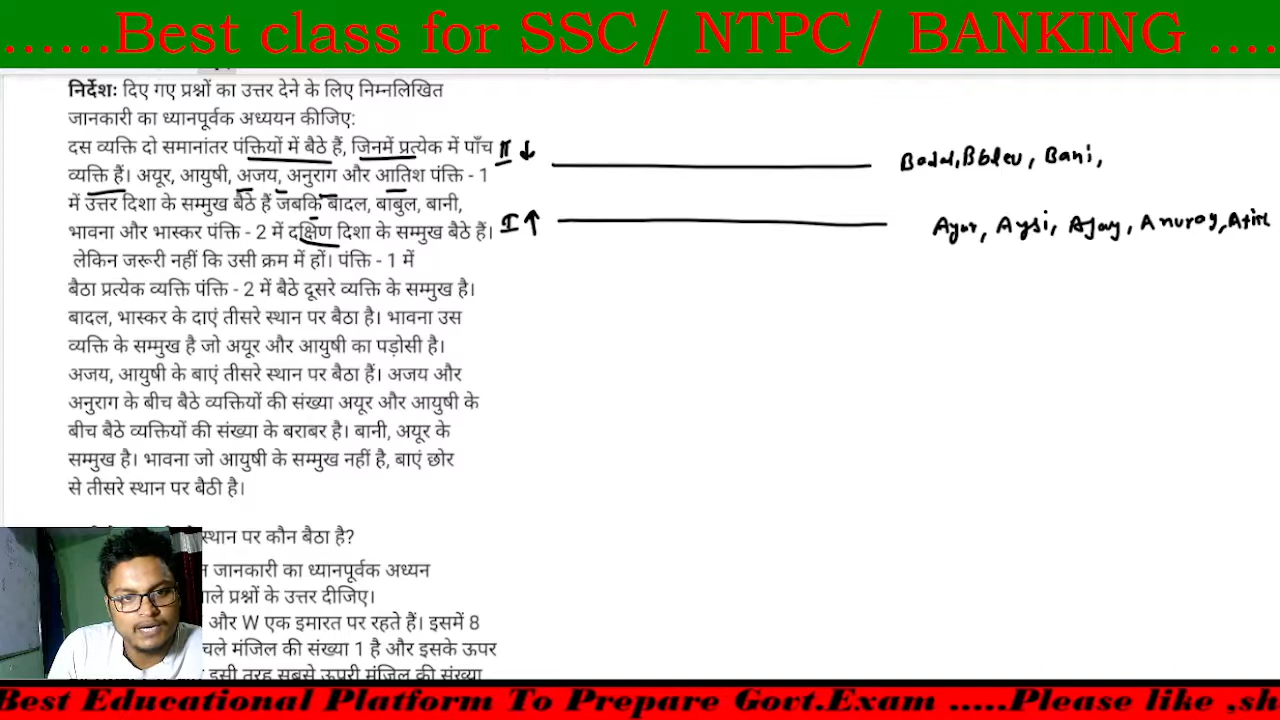 ......Best class for SSC/ NTPC/ BANKING ....
निर्देशः दिए गए प्रश्नों का उत्तर देने के लिए निम्नलिखित
जानकारी का ध्यानपूर्वक अध्ययन कीजिए:
दस व्यक्ति दो समानांतर पंक्तियों में बैठे हैं, जिनमें प्रत्येक में पाँच
व्यक्ति हैं। अयूर, आयुषी, अजय, अनुराग और आतिश पंक्ति - 1
में उत्तर दिशा के सम्मुख बैठे हैं जबकि बादल, बाबुल, बानी,
भावना और भास्कर पंक्ति - 2 में दक्षिण दिशा के सम्मुख बैठे हैं।
लेकिन जरूरी नहीं कि उसी क्रम में हों। पंक्ति - 1 में
बैठा प्रत्येक व्यक्ति पंक्ति - 2 में बैठे दूसरे व्यक्ति के सम्मुख है।
बादल, भास्कर के दाएं तीसरे स्थान पर बैठा है। भावना उस
व्यक्ति के सम्मुख है जो अयूर और आयुषी का पड़ोसी है।
अजय, आयुषी के बाएं तीसरे स्थान पर बैठा हैं। अजय और
अनुराग के बीच बैठे व्यक्तियों की संख्या अयूर और आयुषी के
बीच बैठे व्यक्तियों की संख्या के बराबर है। बानी, अयूर के
सम्मुख है। भावना जो आयुषी के सम्मुख नहीं है, बाएं छोर
से तीसरे स्थान पर बैठी है।
II ↓
Bani,
I ↑
Ayur, Aysi, Ajay, Anurag,
स्थान पर कौन बैठा है?
जानकारी का ध्यानपूर्वक अध्यन
वाले प्रश्नों के उत्तर दीजिए।
और W एक इमारत पर रहते हैं। इसमें 8
मंजिल की संख्या 1 है और इसके ऊपर
इसी तरह सबसे ऊपरी मंजिल की संख्या
Best Educational Platform To Prepare Govt.Exam .....Please like ,sh